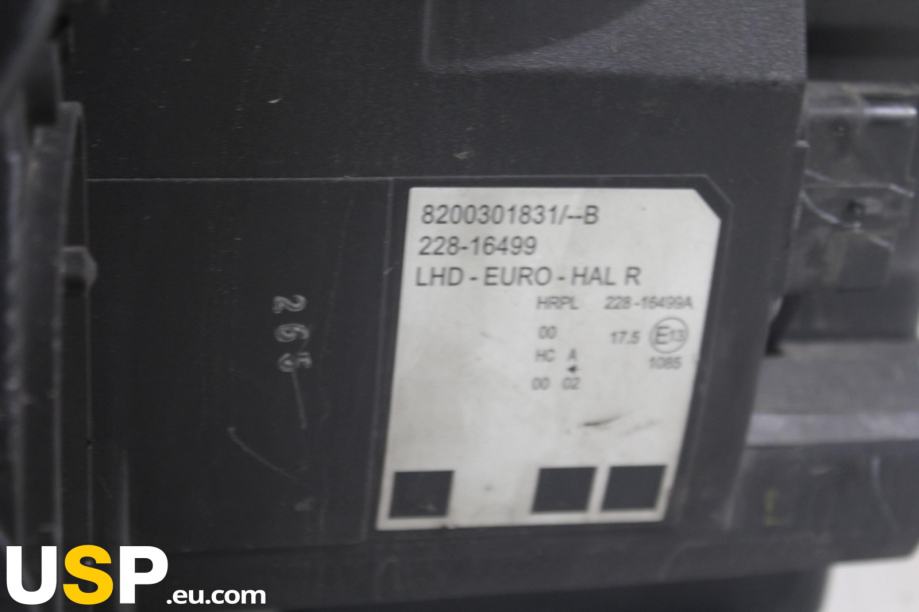 8200301831/--B
228-16499
LHD - EURO - HAL R
HRPL 228-16499A
00 17.5 E13
HC A 1085
00 02
265
USP.eu.com